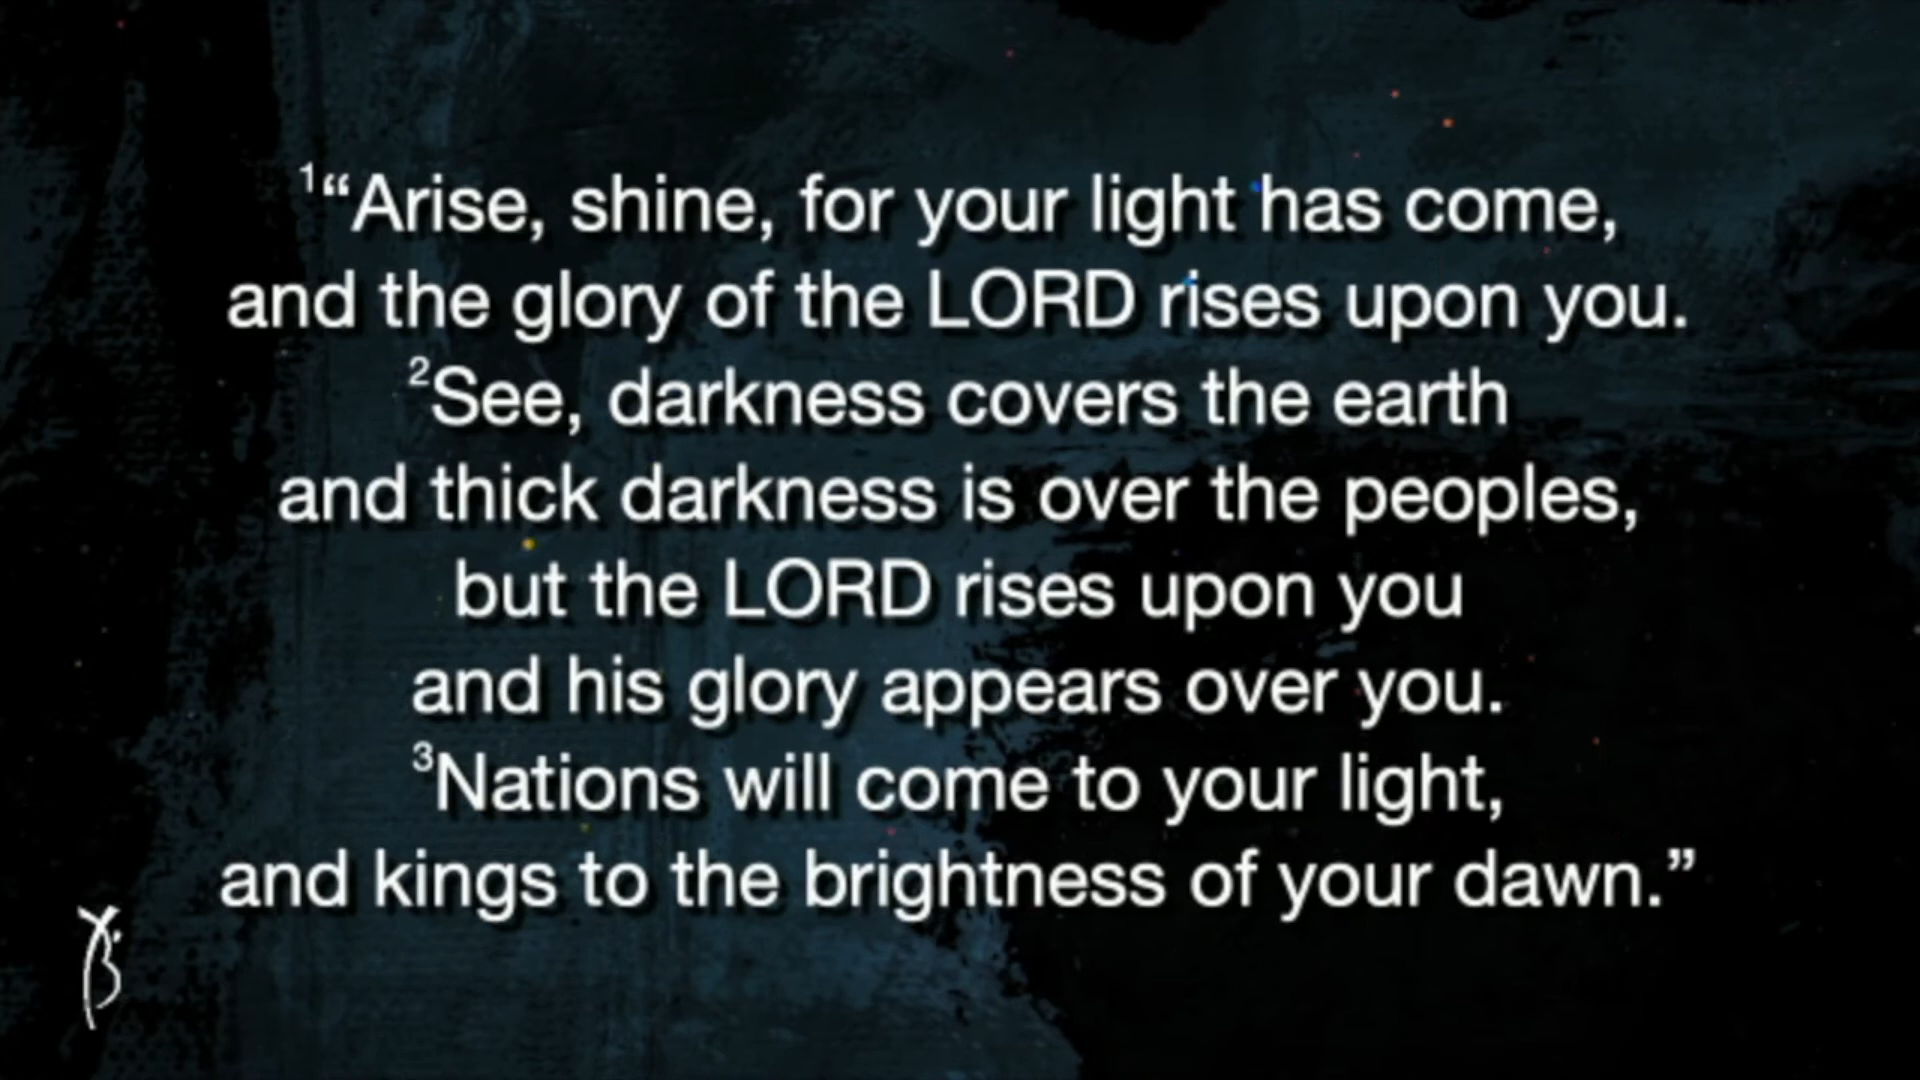 ¹“Arise, shine, for your light has come,
and the glory of the LORD rises upon you.
²See, darkness covers the earth
and thick darkness is over the peoples,
but the LORD rises upon you
and his glory appears over you.
³Nations will come to your light,
and kings to the brightness of your dawn.”